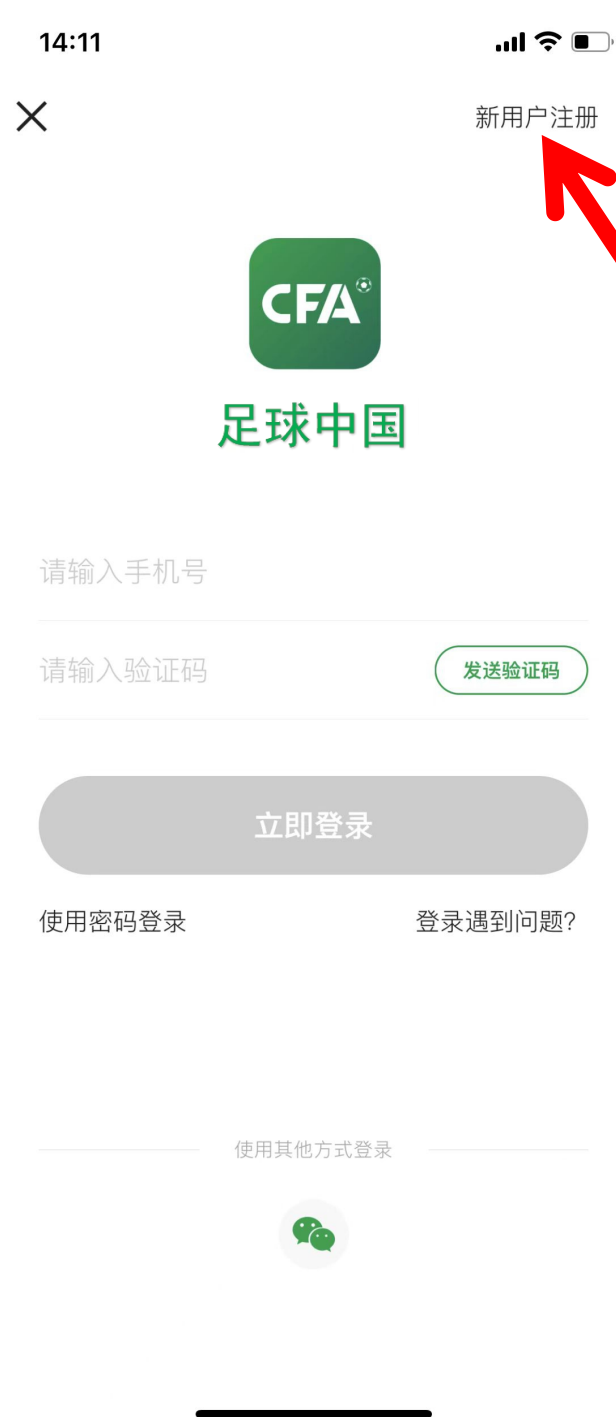 14:11
新用户注册
CFA
足球中国
请输入手机号
请输入验证码
发送验证码
立即登录
使用密码登录
登录遇到问题?
使用其他方式登录